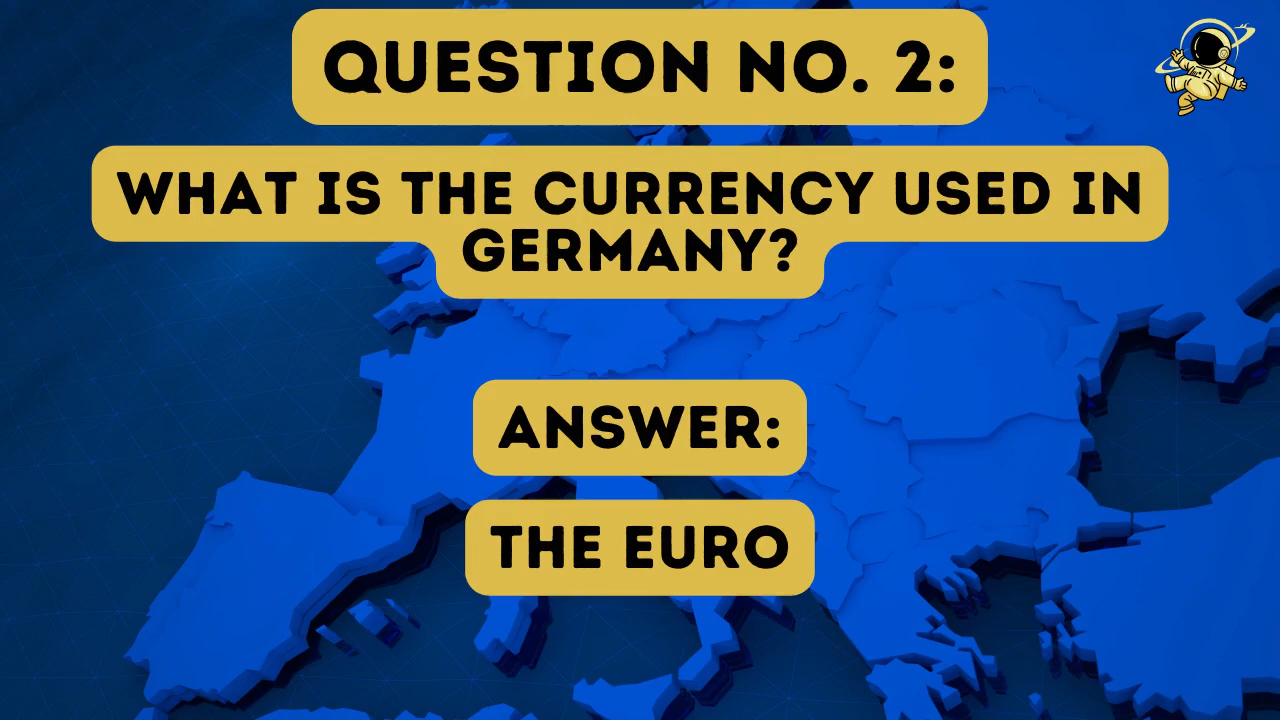 QUESTION NO. 2:
WHAT IS THE CURRENCY USED IN
GERMANY?
ANSWER:
THE EURO